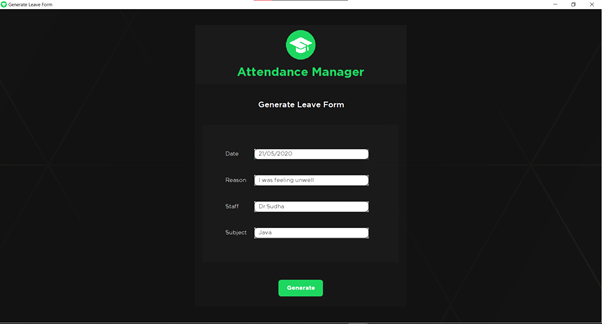 Generate Leave Form
Attendance Manager
Generate Leave Form
Date 21/05/2020
Reason I was feeling unwell
Staff Dr Sudha
Subject Java
Generate